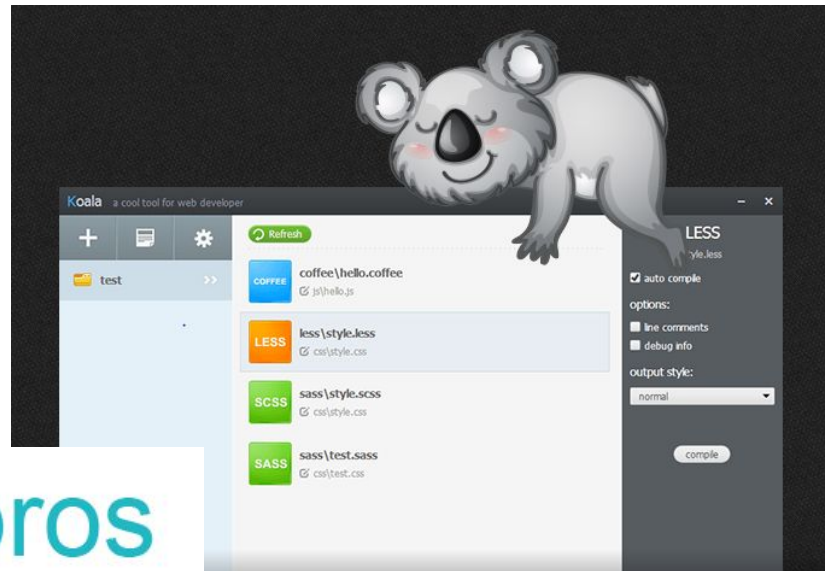 Koala a cool tool for web developer
LESS
style.less
Refresh
test
COFFEE
coffee\hello.coffee
js\hello.js
auto compile
options:
line comments
debug info
LESS
less\style.less
css\style.css
output style:
normal
SCSS
sass\style.scss
css\style.css
compile
SASS
sass\test.sass
css\test.css